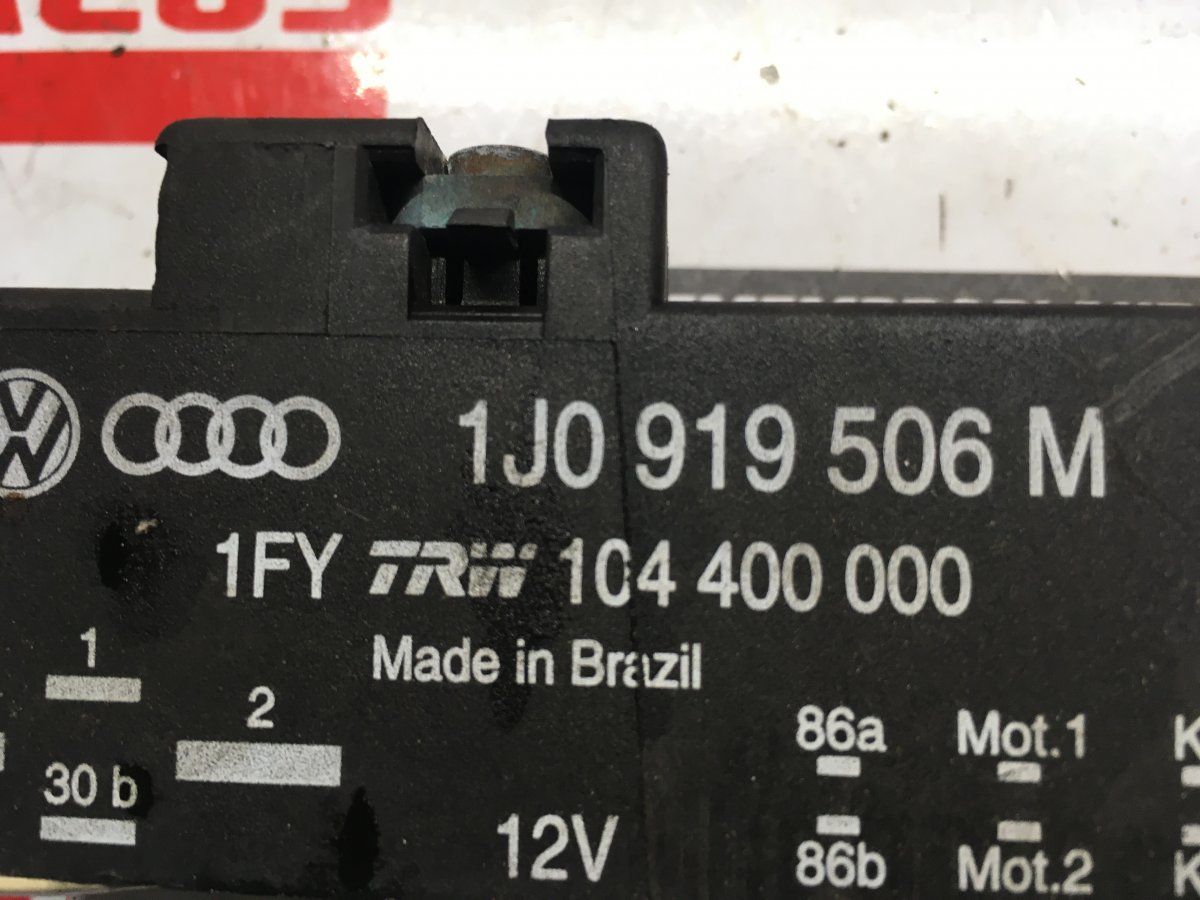 1J0 919 506 M
1FY TRW 104 400 000
Made in Brazil
1
2
30 b
12V
86a Mot.1 K
86b Mot.2 K